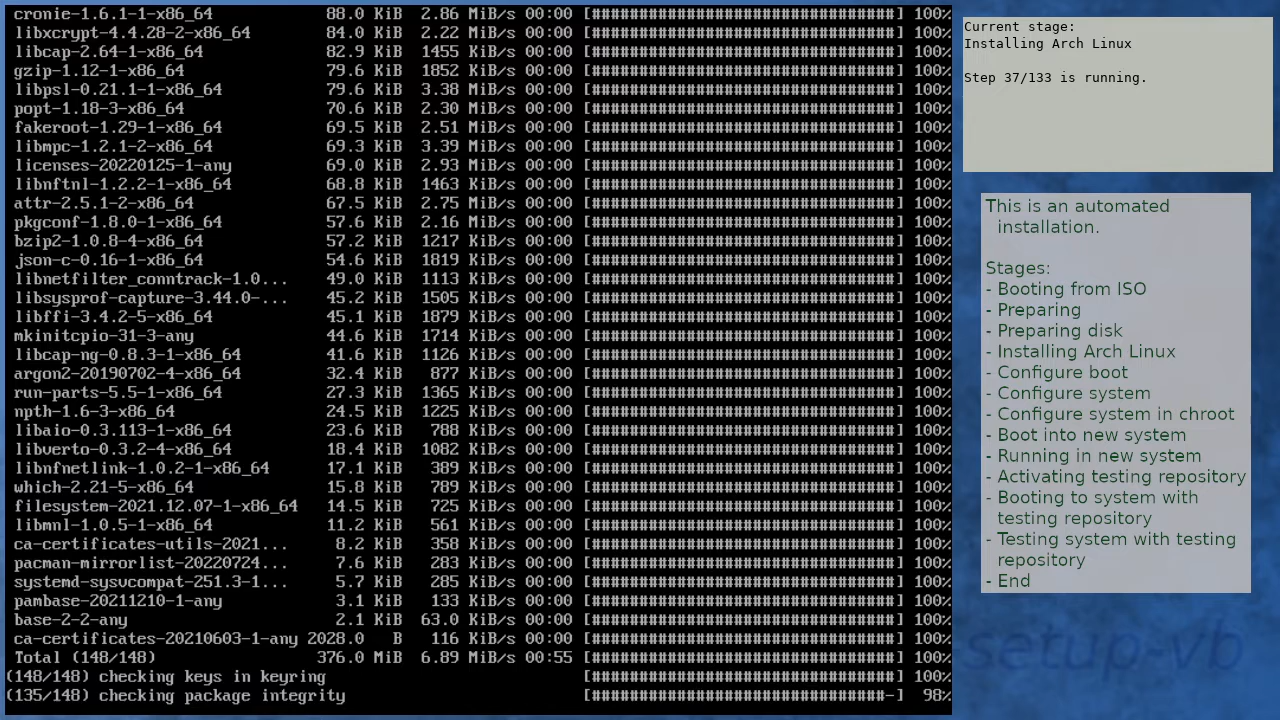 cronie-1.6.1-1-x86_64 88.0 KiB 2.86 MiB/s 00:00 [################################] 100%
libxcrypt-4.4.28-2-x86_64 84.0 KiB 2.22 MiB/s 00:00 [################################] 100%
libcap-2.64-1-x86_64 82.9 KiB 1455 KiB/s 00:00 [################################] 100%
gzip-1.12-1-x86_64 79.6 KiB 1852 KiB/s 00:00 [################################] 100%
libpsl-0.21.1-1-x86_64 79.6 KiB 3.38 MiB/s 00:00 [################################] 100%
popt-1.18-3-x86_64 70.6 KiB 2.30 MiB/s 00:00 [################################] 100%
fakeroot-1.29-1-x86_64 69.5 KiB 2.51 MiB/s 00:00 [################################] 100%
libmpc-1.2.1-2-x86_64 69.3 KiB 3.39 MiB/s 00:00 [################################] 100%
licenses-20220125-1-any 69.0 KiB 2.93 MiB/s 00:00 [################################] 100%
libnftnl-1.2.2-1-x86_64 68.8 KiB 1463 KiB/s 00:00 [################################] 100%
attr-2.5.1-2-x86_64 67.5 KiB 2.75 MiB/s 00:00 [################################] 100%
pkgconf-1.8.0-1-x86_64 57.6 KiB 2.16 MiB/s 00:00 [################################] 100%
bzip2-1.0.8-4-x86_64 57.2 KiB 1217 KiB/s 00:00 [################################] 100%
json-c-0.16-1-x86_64 54.6 KiB 1819 KiB/s 00:00 [################################] 100%
libnetfilter_conntrack-1.0... 49.0 KiB 1113 KiB/s 00:00 [################################] 100%
libsysprof-capture-3.44.0-... 45.2 KiB 1505 KiB/s 00:00 [################################] 100%
libffi-3.4.2-5-x86_64 45.1 KiB 1879 KiB/s 00:00 [################################] 100%
mkinitcpio-31-3-any 44.6 KiB 1714 KiB/s 00:00 [################################] 100%
libcap-ng-0.8.3-1-x86_64 41.6 KiB 1126 KiB/s 00:00 [################################] 100%
argon2-20190702-4-x86_64 32.4 KiB 877 KiB/s 00:00 [################################] 100%
run-parts-5.5-1-x86_64 27.3 KiB 1365 KiB/s 00:00 [################################] 100%
npth-1.6-3-x86_64 24.5 KiB 1225 KiB/s 00:00 [################################] 100%
libaio-0.3.113-1-x86_64 23.6 KiB 788 KiB/s 00:00 [################################] 100%
libverto-0.3.2-4-x86_64 18.4 KiB 1082 KiB/s 00:00 [################################] 100%
libnfnetlink-1.0.2-1-x86_64 17.1 KiB 389 KiB/s 00:00 [################################] 100%
which-2.21-5-x86_64 15.8 KiB 789 KiB/s 00:00 [################################] 100%
filesystem-2021.12.07-1-x86_64 14.5 KiB 725 KiB/s 00:00 [################################] 100%
libmnl-1.0.5-1-x86_64 11.2 KiB 561 KiB/s 00:00 [################################] 100%
ca-certificates-utils-2021... 8.2 KiB 358 KiB/s 00:00 [################################] 100%
pacman-mirrorlist-20220724... 7.6 KiB 283 KiB/s 00:00 [################################] 100%
systemd-sysvcompat-251.3-1... 5.7 KiB 285 KiB/s 00:00 [################################] 100%
pambase-20211210-1-any 3.1 KiB 133 KiB/s 00:00 [################################] 100%
base-2-2-any 2.1 KiB 63.0 KiB/s 00:00 [################################] 100%
ca-certificates-20210603-1-any 2028.0 B 116 KiB/s 00:00 [################################] 100%
Total (148/148) 376.0 MiB 6.89 MiB/s 00:55 [################################] 100%
(148/148) checking keys in keyring [################################] 100%
(135/148) checking package integrity [###############################-] 98%
Current stage:
Installing Arch Linux
Step 37/133 is running.
This is an automated
installation.
Stages:
- Booting from ISO
- Preparing
- Preparing disk
- Installing Arch Linux
- Configure boot
- Configure system
- Configure system in chroot
- Boot into new system
- Running in new system
- Activating testing repository
- Booting to system with
testing repository
- Testing system with testing
repository
- End
setup-vb